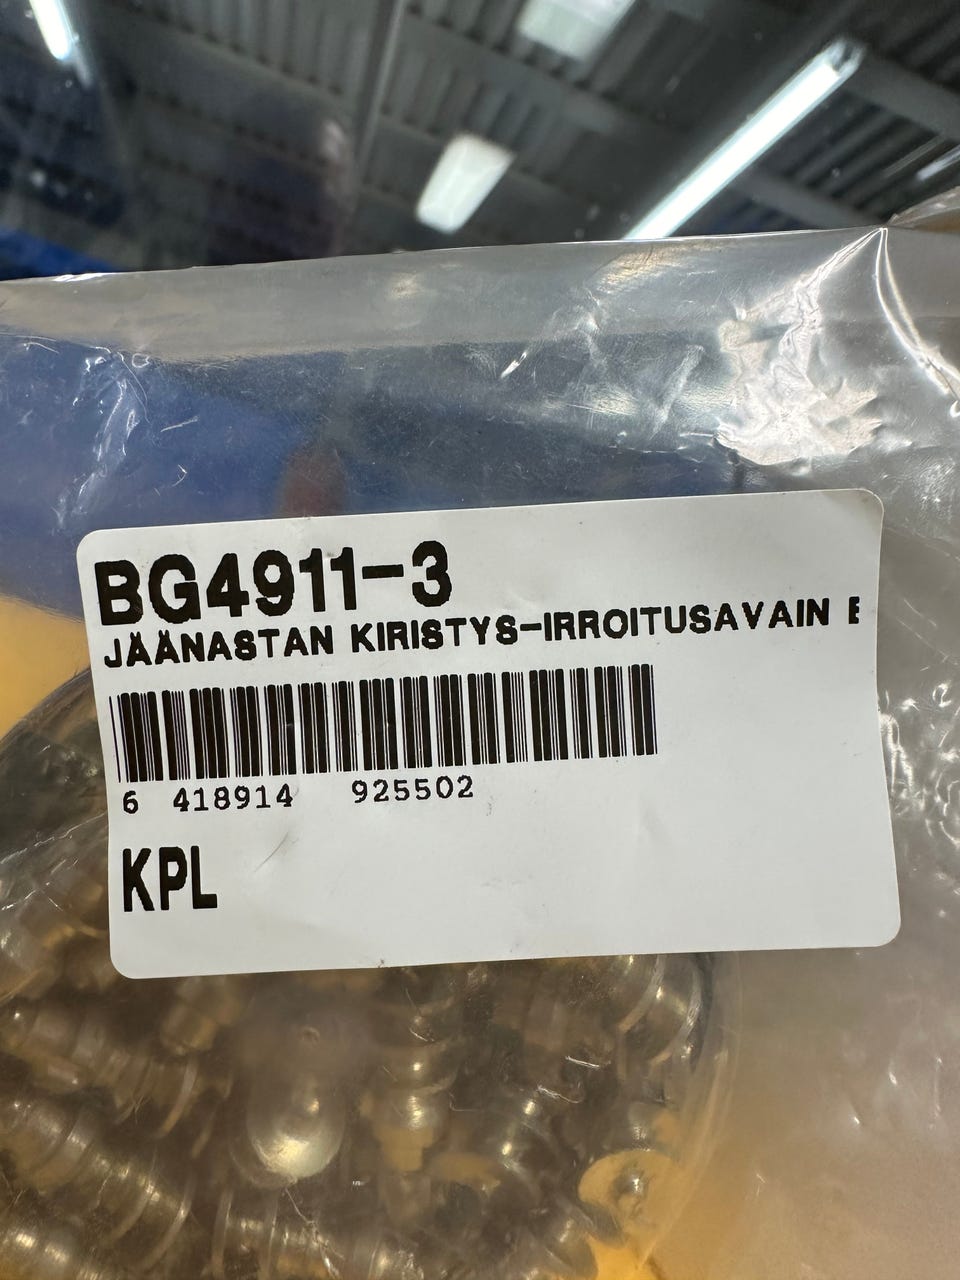 BG4911-3
JÄÄNASTAN KIRISTYS-IRROITUSAVAIN
6 418914 925502
KPL